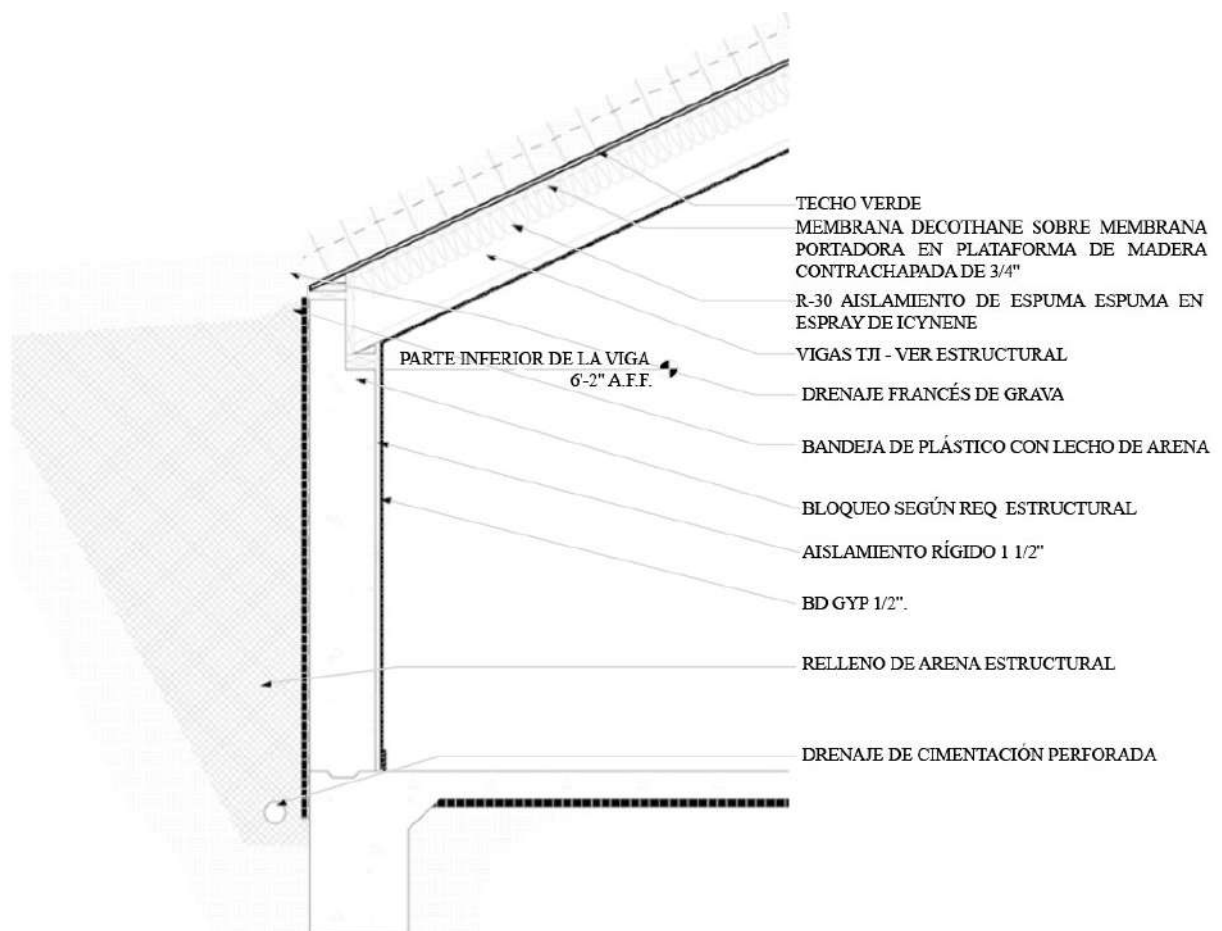 TECHO VERDE
MEMBRANA DECOTHANE SOBRE MEMBRANA
PORTADORA EN PLATAFORMA DE MADERA
CONTRACHAPADA DE 3/4"
R-30 AISLAMIENTO DE ESPUMA ESPUMA EN
ESPRAY DE ICYNENE
VIGAS TJI - VER ESTRUCTURAL
PARTE INFERIOR DE LA VIGA
6'-2" A.F.F.
DRENAJE FRANCÉS DE GRAVA
BANDEJA DE PLÁSTICO CON LECHO DE ARENA
BLOQUEO SEGÚN REQ ESTRUCTURAL
AISLAMIENTO RÍGIDO 1 1/2"
BD GYP 1/2".
RELLENO DE ARENA ESTRUCTURAL
DRENAJE DE CIMENTACIÓN PERFORADA